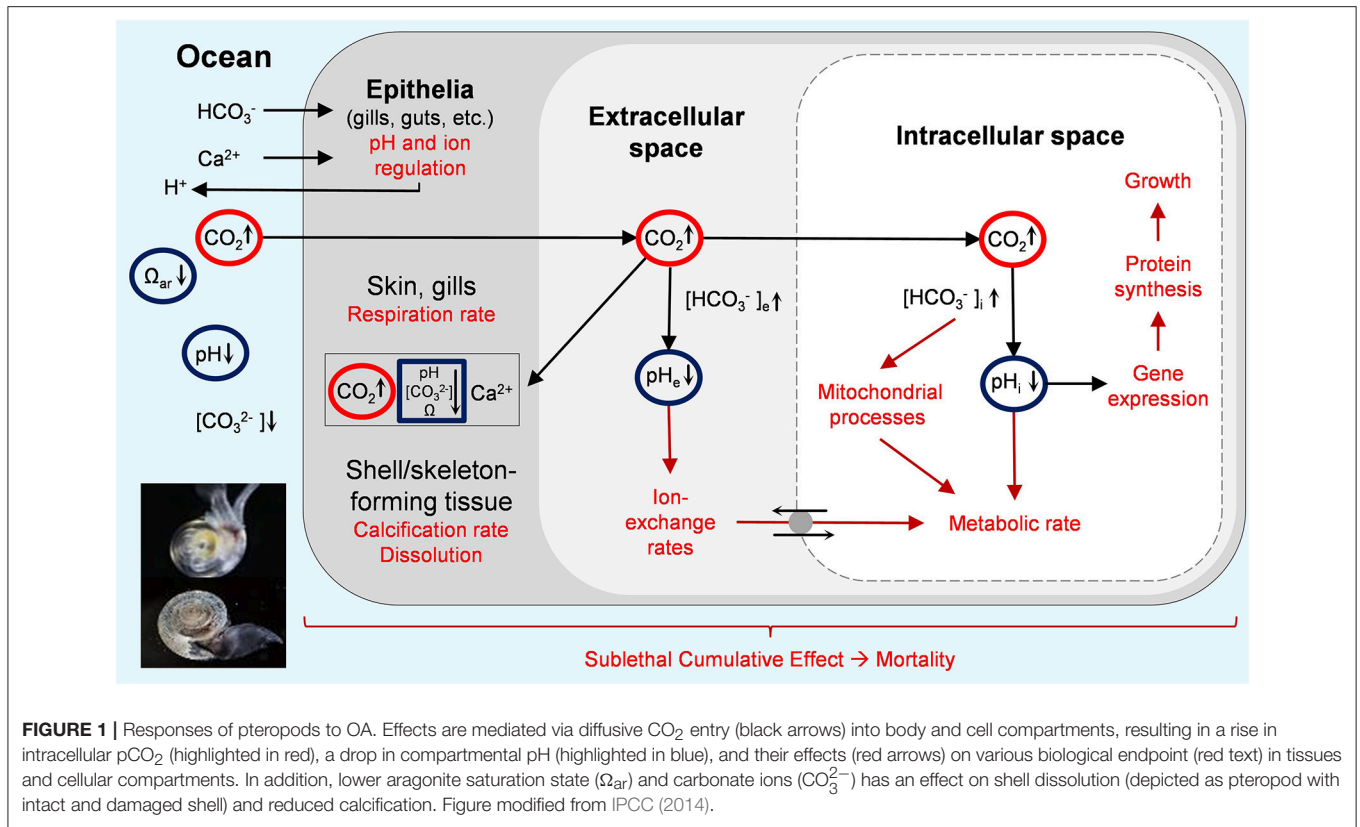 Ocean
HCO₃⁻
Ca²⁺
H⁺
CO₂↑
Ωar ↓
pH↓
[CO₃²⁻]↓
Epithelia
(gills, guts, etc.)
pH and ion
regulation
Skin, gills
Respiration rate
CO₂↑
pH
[CO₃²⁻]
Ω
↓
Ca²⁺
Shell/skeleton-
forming tissue
Calcification rate
Dissolution
Extracellular
space
CO₂↑
[HCO₃⁻]e↑
pHe↓
Ion-
exchange
rates
Intracellular space
CO₂↑
[HCO₃⁻]i↑
pHi↓
Mitochondrial
processes
Metabolic rate
Growth
Protein
synthesis
Gene
expression
Sublethal Cumulative Effect → Mortality
FIGURE 1 | Responses of pteropods to OA. Effects are mediated via diffusive CO₂ entry (black arrows) into body and cell compartments, resulting in a rise in
intracellular pCO₂ (highlighted in red), a drop in compartmental pH (highlighted in blue), and their effects (red arrows) on various biological endpoint (red text) in tissues
and cellular compartments. In addition, lower aragonite saturation state (Ωar) and carbonate ions (CO₃²⁻) has an effect on shell dissolution (depicted as pteropod with
intact and damaged shell) and reduced calcification. Figure modified from IPCC (2014).